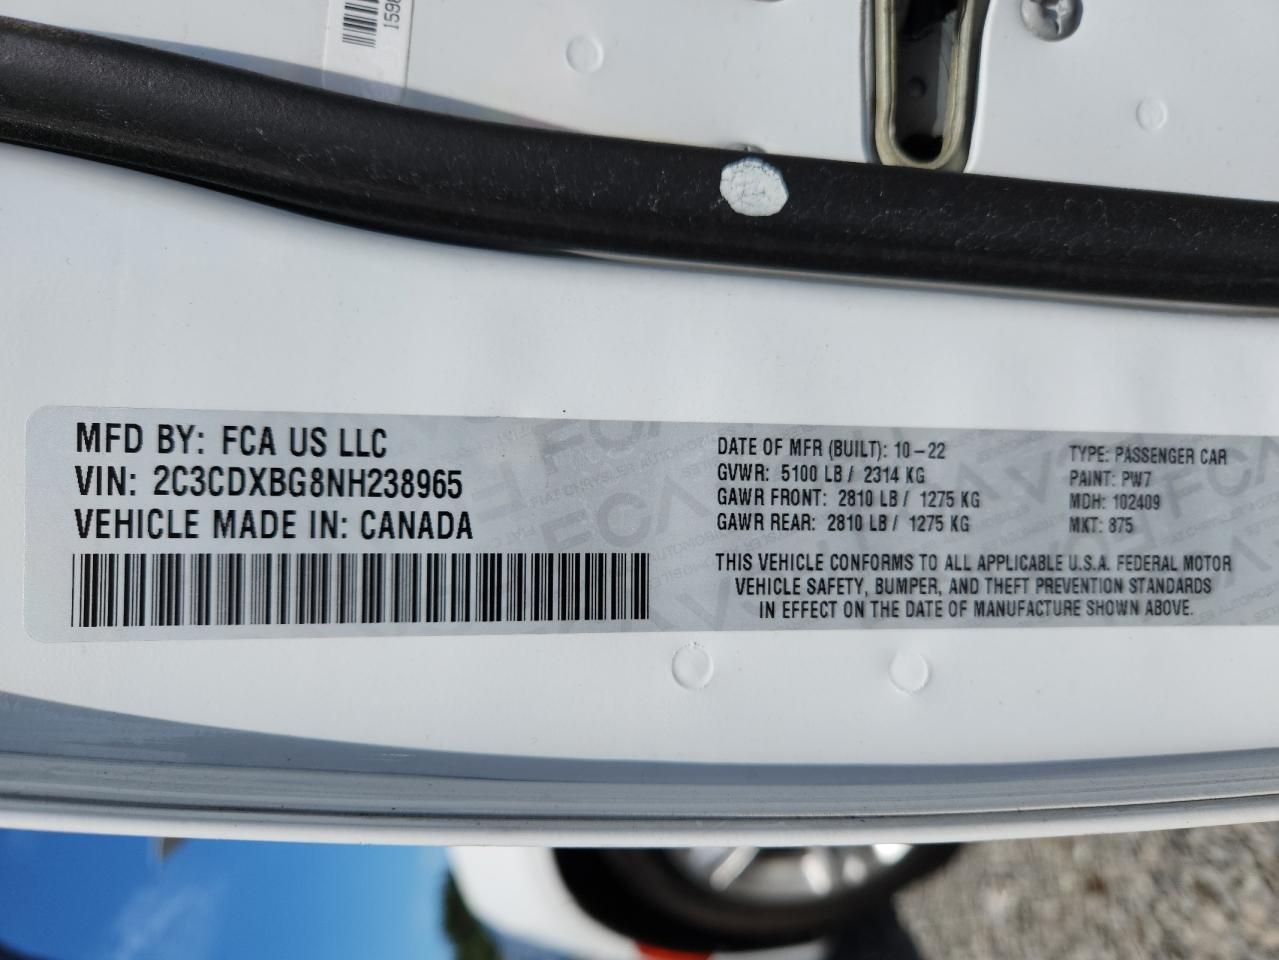 1598
MFD BY: FCA US LLC
VIN: 2C3CDXBG8NH238965
VEHICLE MADE IN: CANADA
DATE OF MFR (BUILT): 10-22
GVWR: 5100 LB / 2314 KG
GAWR FRONT: 2810 LB / 1275 KG
GAWR REAR: 2810 LB / 1275 KG
TYPE: PASSENGER CAR
PAINT: PW7
MDH: 102409
MKT: 875
THIS VEHICLE CONFORMS TO ALL APPLICABLE U.S.A. FEDERAL MOTOR
VEHICLE SAFETY, BUMPER, AND THEFT PREVENTION STANDARDS
IN EFFECT ON THE DATE OF MANUFACTURE SHOWN ABOVE.